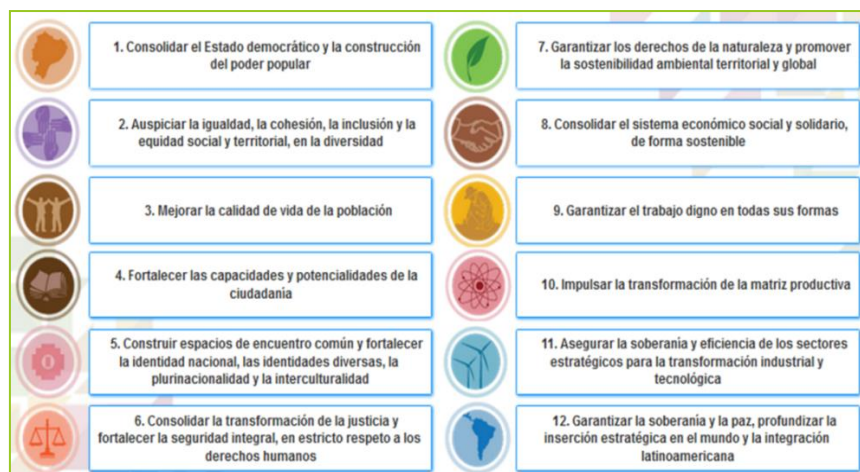 1. Consolidar el Estado democrático y la construcción
del poder popular
2. Auspiciar la igualdad, la cohesión, la inclusión y la
equidad social y territorial, en la diversidad
3. Mejorar la calidad de vida de la población
4. Fortalecer las capacidades y potencialidades de la
ciudadanía
5. Construir espacios de encuentro común y fortalecer
la identidad nacional, las identidades diversas, la
plurinacionalidad y la interculturalidad
6. Consolidar la transformación de la justicia y
fortalecer la seguridad integral, en estricto respeto a los
derechos humanos
7. Garantizar los derechos de la naturaleza y promover
la sostenibilidad ambiental territorial y global
8. Consolidar el sistema económico social y solidario,
de forma sostenible
9. Garantizar el trabajo digno en todas sus formas
10. Impulsar la transformación de la matriz productiva
11. Asegurar la soberanía y eficiencia de los sectores
estratégicos para la transformación industrial y
tecnológica
12. Garantizar la soberanía y la paz, profundizar la
inserción estratégica en el mundo y la integración
latinoamericana